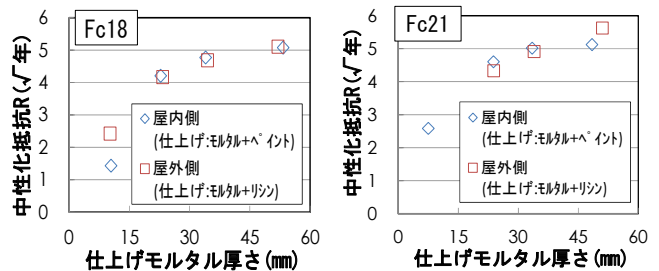 Fc18
中性化抵抗R(√年)
6
5
4
3
2
1
0
◇屋内側
(仕上げ:ﾓﾙﾀﾙ+ﾍﾟｲﾝﾄ)
□屋外側
(仕上げ:ﾓﾙﾀﾙ+ﾘｼﾝ)
0 15 30 45 60
仕上げモルタル厚さ(mm)
Fc21
中性化抵抗R(√年)
6
5
4
3
2
1
0
◇屋内側
(仕上げ:ﾓﾙﾀﾙ+ﾍﾟｲﾝﾄ)
□屋外側
(仕上げ:ﾓﾙﾀﾙ+ﾘｼﾝ)
0 15 30 45 60
仕上げモルタル厚さ(mm)